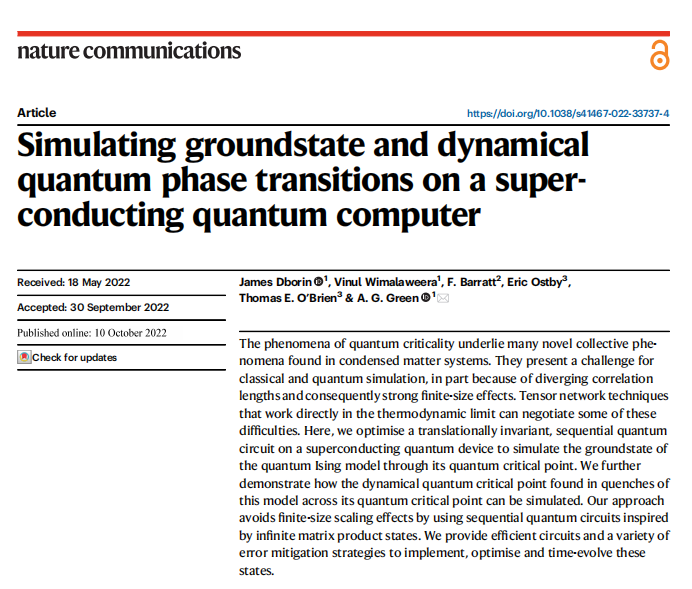 nature communications
Article
https://doi.org/10.1038/s41467-022-33737-4
Simulating groundstate and dynamical
quantum phase transitions on a super-
conducting quantum computer
Received: 18 May 2022
Accepted: 30 September 2022
Published online: 10 October 2022
Check for updates
James Dborin 1, Vinul Wimalaweera1, F. Barratt2, Eric Ostby3,
Thomas E. O’Brien3 & A. G. Green 1
The phenomena of quantum criticality underlie many novel collective phe-
nomena found in condensed matter systems. They present a challenge for
classical and quantum simulation, in part because of diverging correlation
lengths and consequently strong finite-size effects. Tensor network techniques
that work directly in the thermodynamic limit can negotiate some of these
difficulties. Here, we optimise a translationally invariant, sequential quantum
circuit on a superconducting quantum device to simulate the groundstate of
the quantum Ising model through its quantum critical point. We further
demonstrate how the dynamical quantum critical point found in quenches of
this model across its quantum critical point can be simulated. Our approach
avoids finite-size scaling effects by using sequential quantum circuits inspired
by infinite matrix product states. We provide efficient circuits and a variety of
error mitigation strategies to implement, optimise and time-evolve these
states.